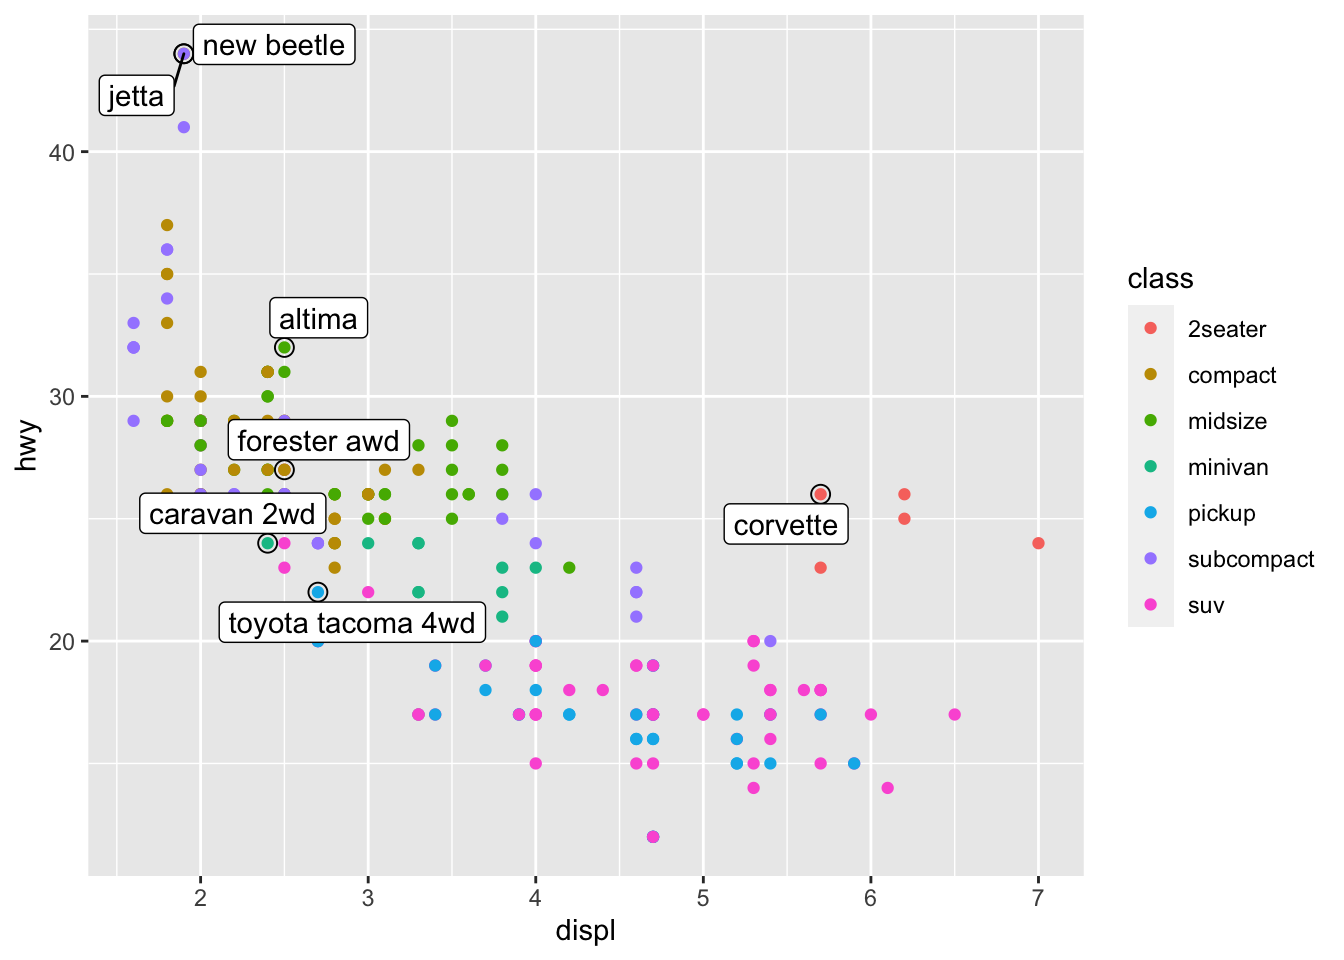 new beetle
jetta
40
altima
30
forester awd
caravan 2wd
corvette
toyota tacoma 4wd
20
hwy
2 3 4 5 6 7
displ
class
2seater
compact
midsize
minivan
pickup
subcompact
suv